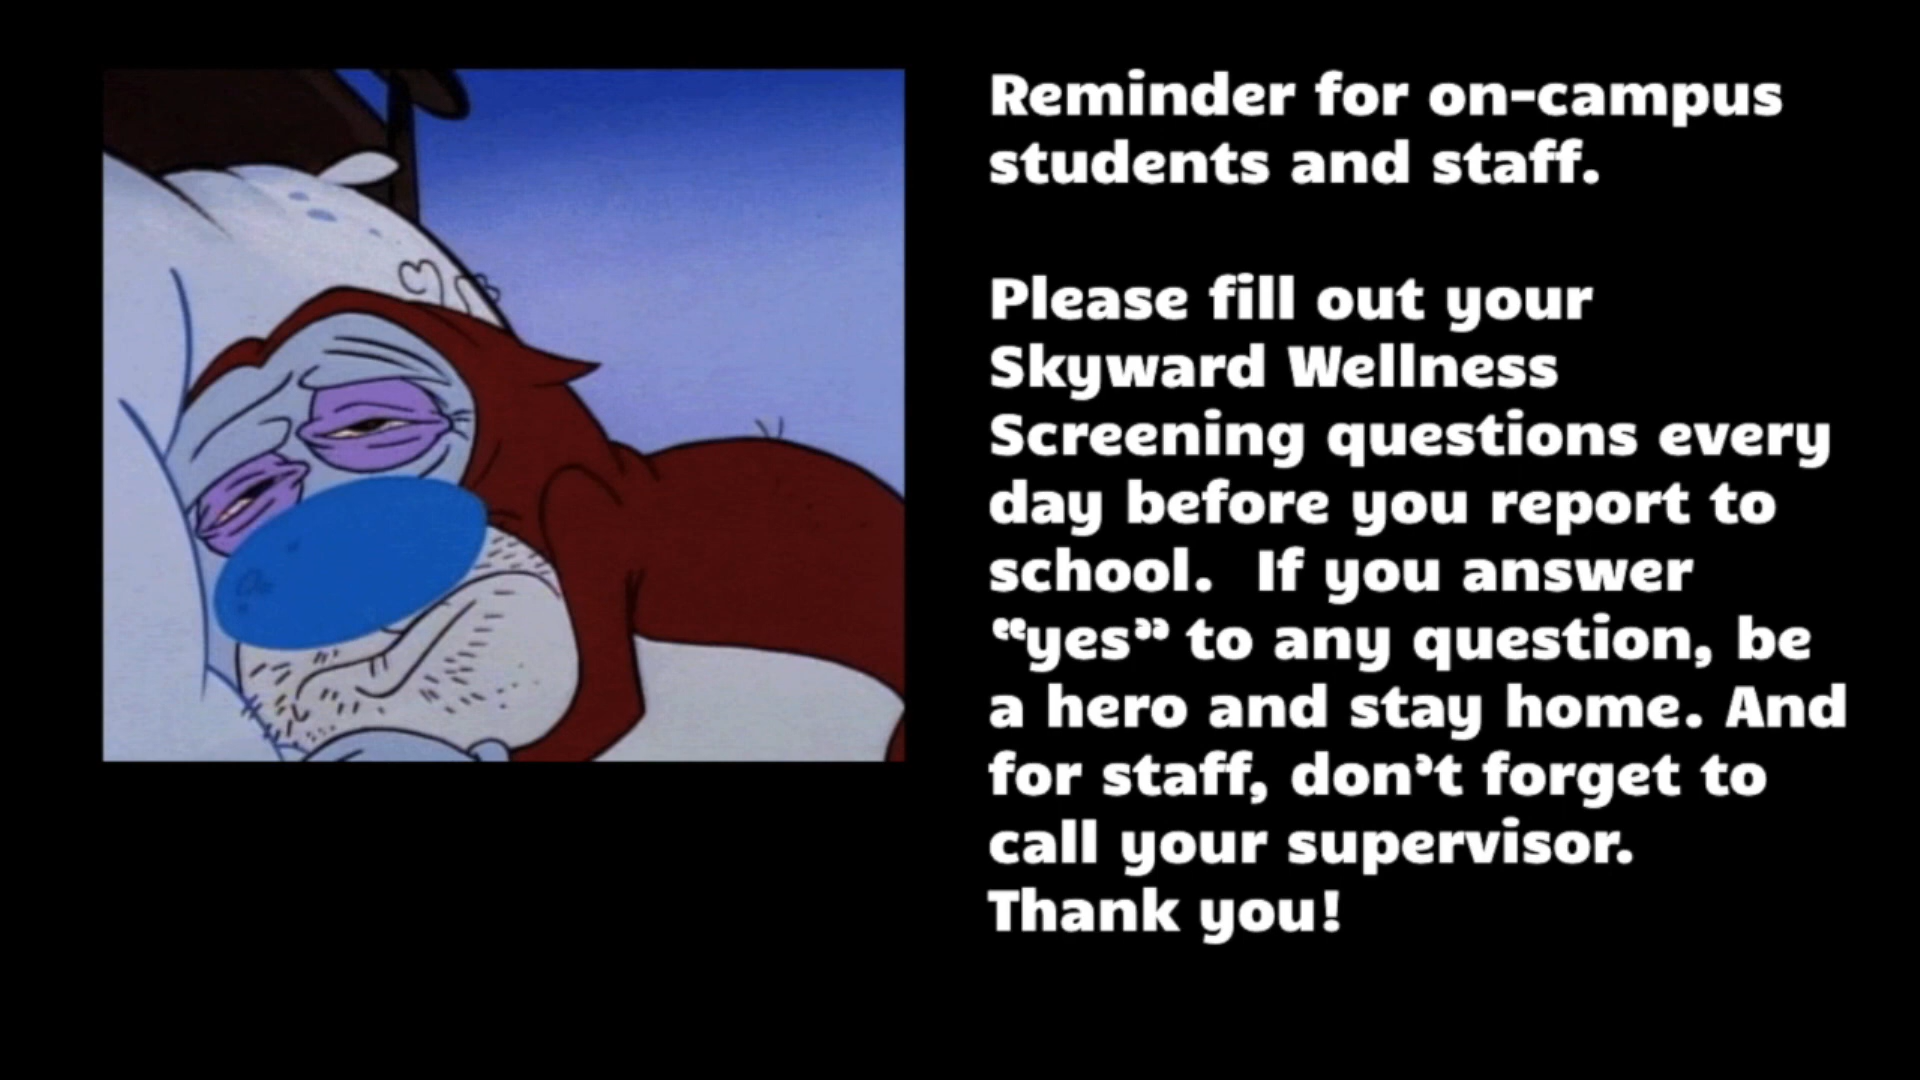 Reminder for on-campus
students and staff.
Please fill out your
Skyward Wellness
Screening questions every
day before you report to
school.  If you answer
“yes” to any question, be
a hero and stay home. And
for staff, don’t forget to
call your supervisor.
Thank you!